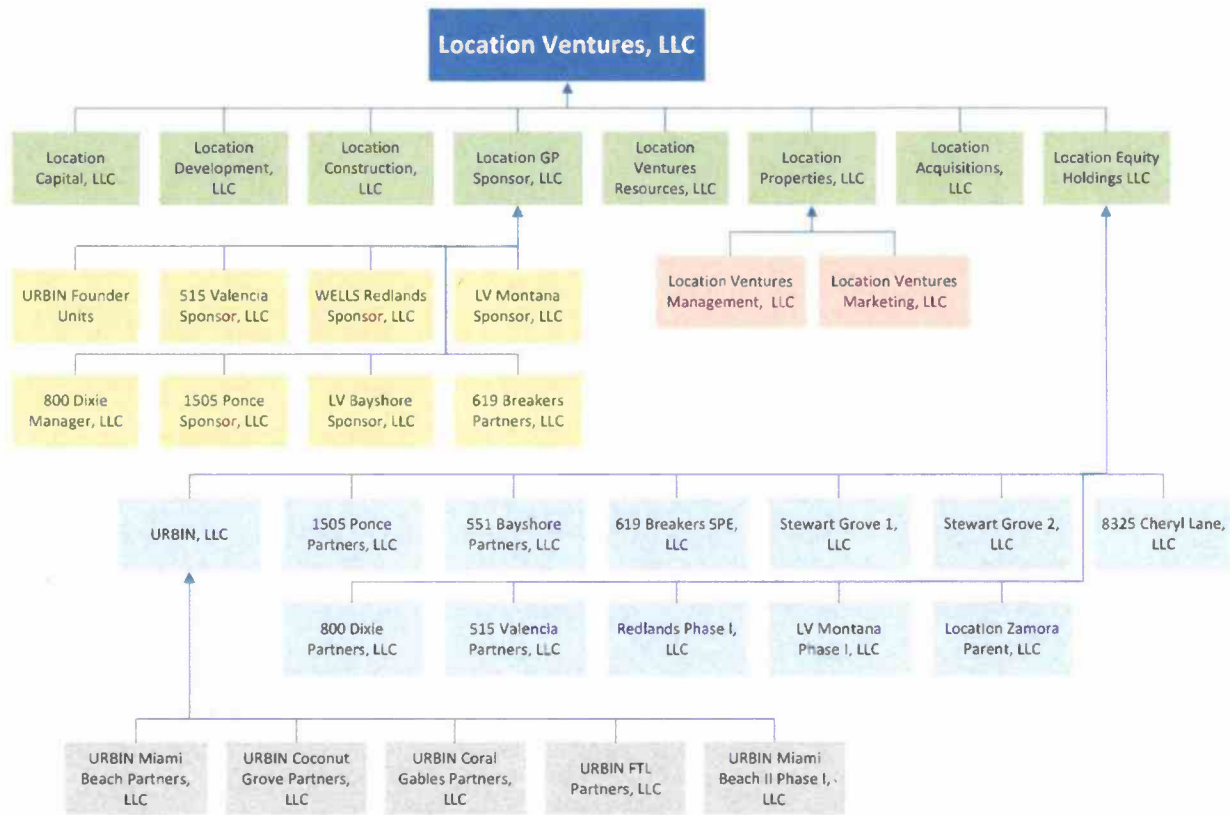 Location Ventures, LLC
Location
Capital, LLC
Location
Development,
LLC
Location
Construction,
LLC
Location GP
Sponsor, LLC
Location
Ventures
Resources, LLC
Location
Properties, LLC
Location
Acquisitions,
LLC
Location Equity
Holdings LLC
URBIN Founder
Units
515 Valencia
Sponsor, LLC
WELLS Redlands
Sponsor, LLC
LV Montana
Sponsor, LLC
Location Ventures
Management, LLC
Location Ventures
Marketing, LLC
800 Dixie
Manager, LLC
1505 Ponce
Sponsor, LLC
LV Bayshore
Sponsor, LLC
619 Breakers
Partners, LLC
URBIN, LLC
1505 Ponce
Partners, LLC
551 Bayshore
Partners, LLC
619 Breakers SPE,
LLC
Stewart Grove 1,
LLC
Stewart Grove 2,
LLC
8325 Cheryl Lane,
LLC
800 Dixie
Partners, LLC
515 Valencia
Partners, LLC
Redlands Phase I,
LLC
LV Montana
Phase I, LLC
Location Zamora
Parent, LLC
URBIN Miami
Beach Partners,
LLC
URBIN Coconut
Grove Partners,
LLC
URBIN Coral
Gables Partners,
LLC
URBIN FTL
Partners, LLC
URBIN Miami
Beach II Phase I,
LLC